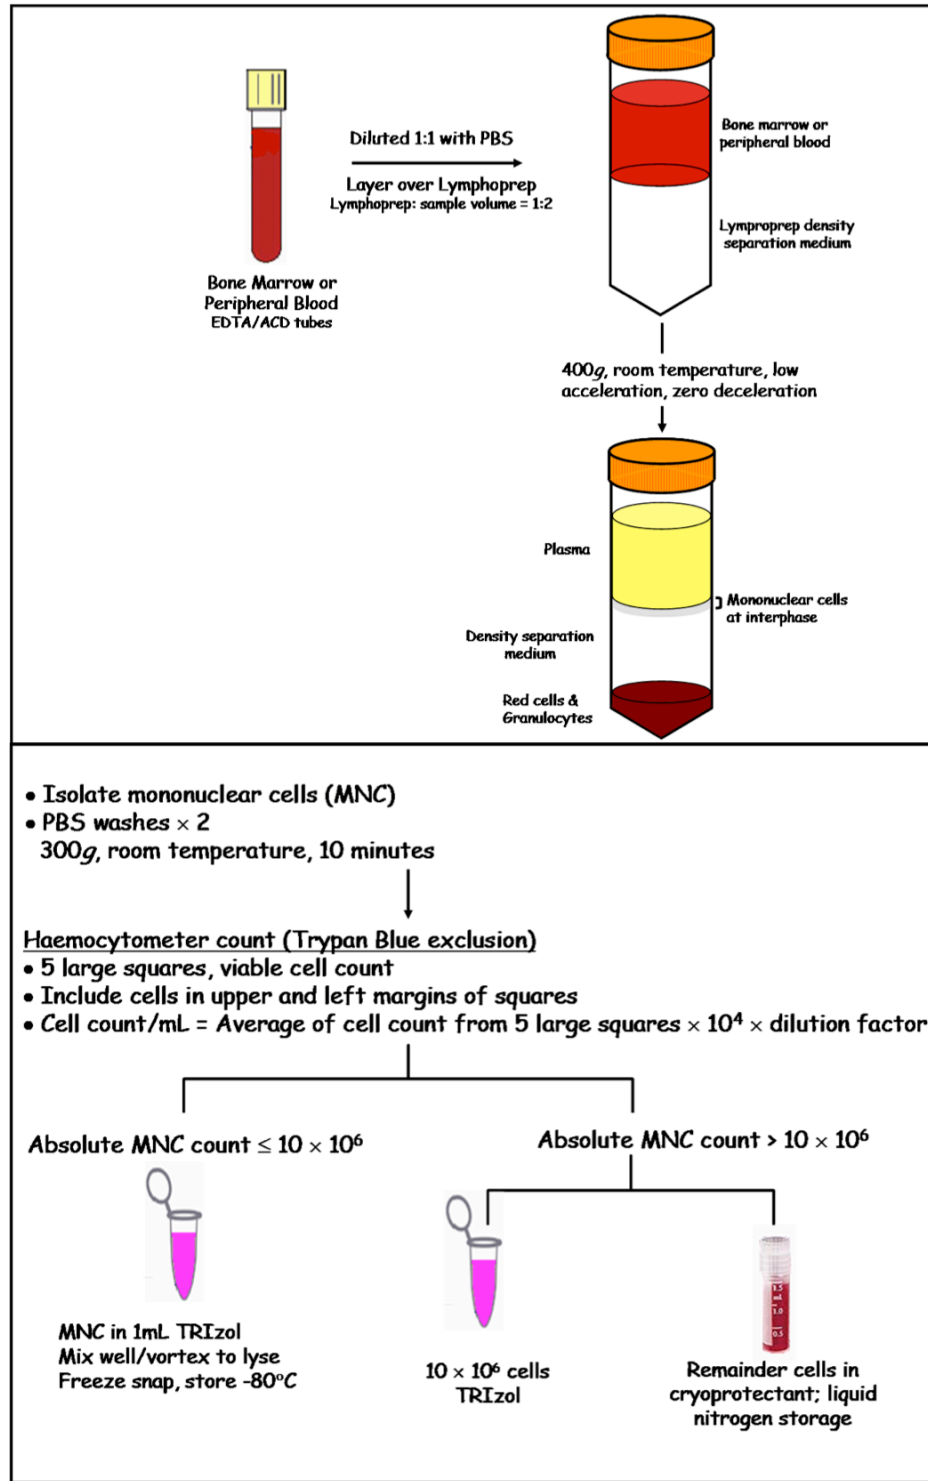 Diluted 1:1 with PBS
Layer over Lymphoprep
Lymphoprep: sample volume = 1:2
Bone Marrow or
Peripheral Blood
EDTA/ACD tubes
Bone marrow or
peripheral blood
Lymproprep density
separation medium
400g, room temperature, low
acceleration, zero deceleration
Plasma
Mononuclear cells
at interphase
Density separation
medium
Red cells &
Granulocytes
• Isolate mononuclear cells (MNC)
• PBS washes × 2
300g, room temperature, 10 minutes
Haemocytometer count (Trypan Blue exclusion)
• 5 large squares, viable cell count
• Include cells in upper and left margins of squares
• Cell count/mL = Average of cell count from 5 large squares × 10⁴ × dilution factor
Absolute MNC count ≤ 10 × 10⁶
Absolute MNC count > 10 × 10⁶
MNC in 1mL TRIzol
Mix well/vortex to lyse
Freeze snap, store -80°C
10 × 10⁶ cells
TRIzol
1.5
1.0
0.5
Remainder cells in
cryoprotectant; liquid
nitrogen storage